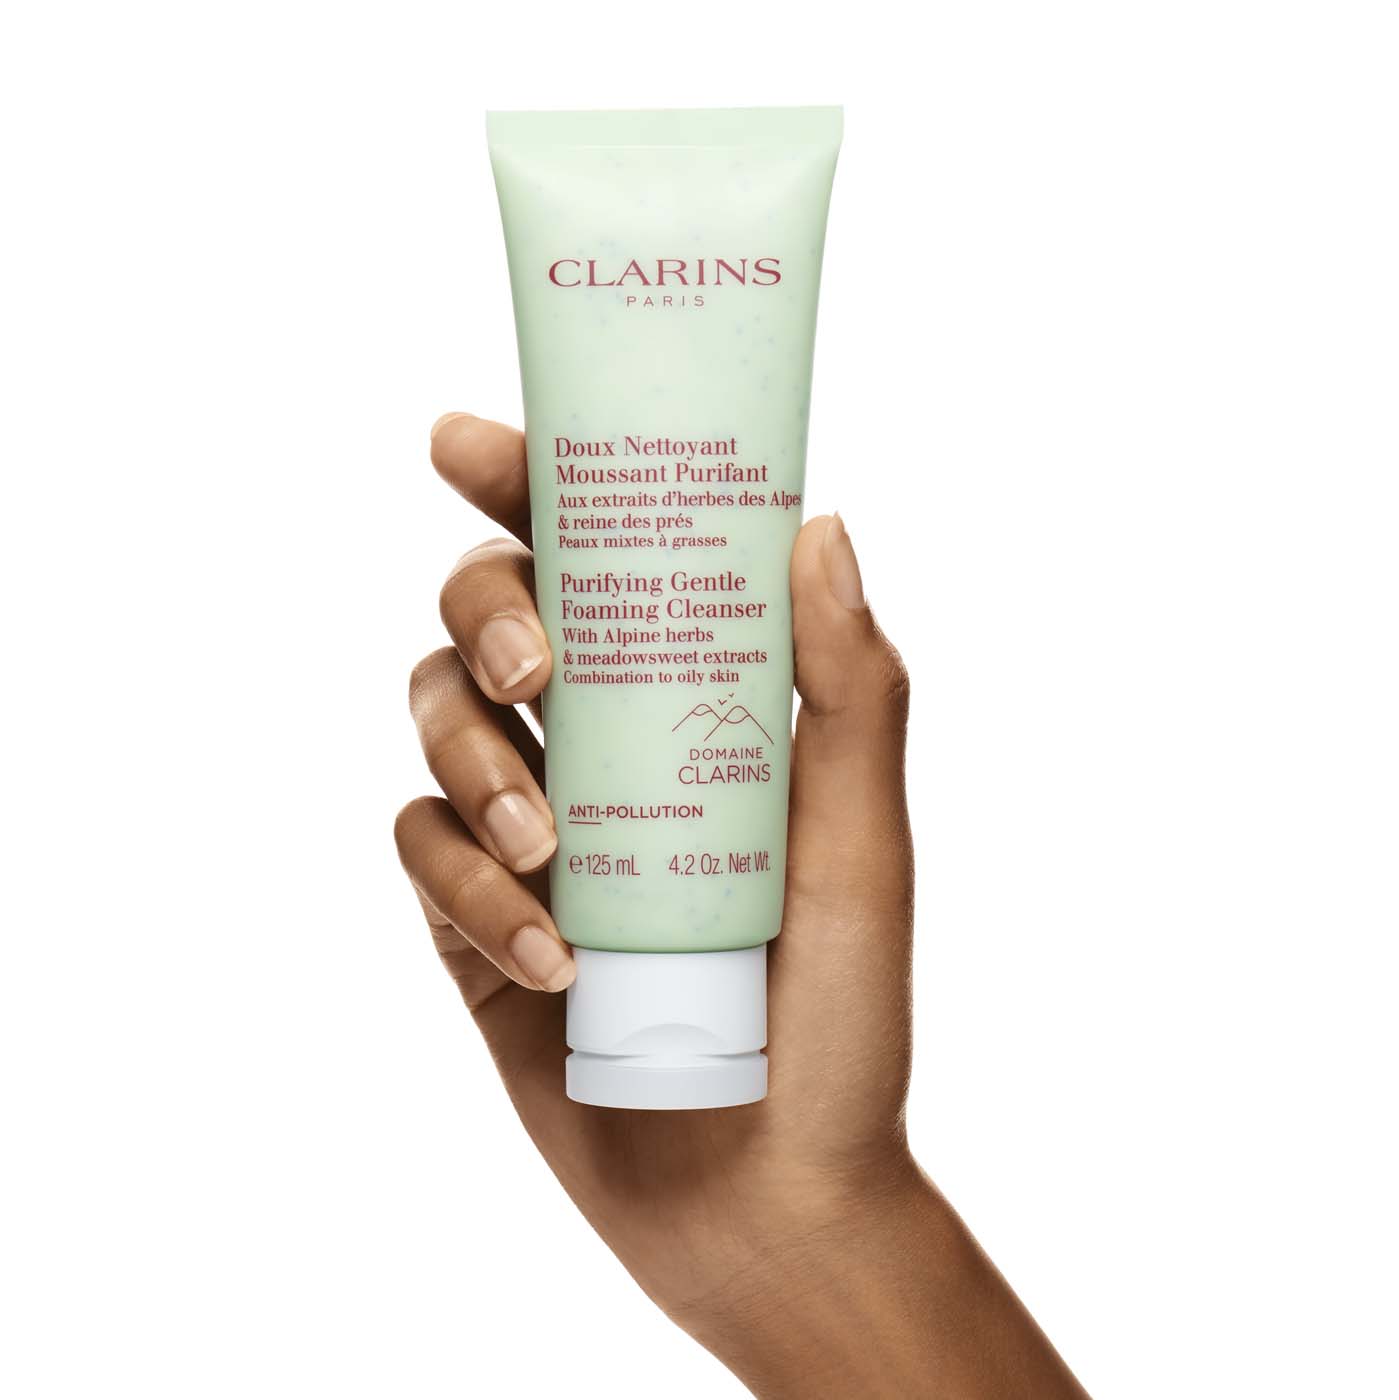 CLARINS
PARIS
Doux Nettoyant
Moussant Purifant
Aux extraits d'herbes des Alpes
& reine des prés
Peaux mixtes à grasses
Purifying Gentle
Foaming Cleanser
With Alpine herbs
& meadowsweet extracts
Combination to oily skin
DOMAINE
CLARINS
ANTI-POLLUTION
℮125 mL 4.2 Oz. Net Wt.